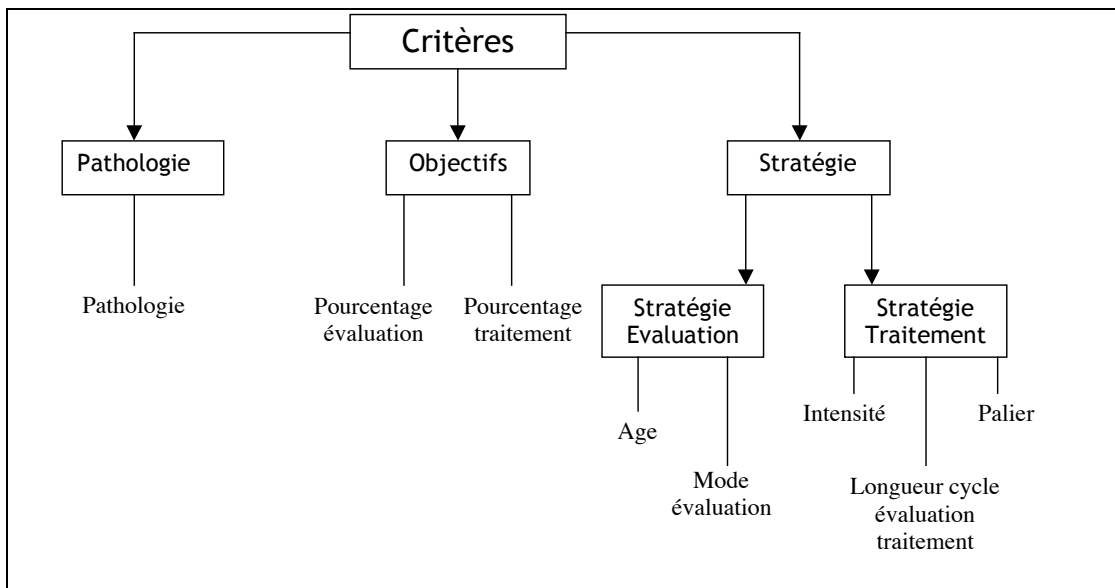 Critères
Pathologie
Objectifs
Stratégie
Pathologie
Pourcentage
évaluation
Pourcentage
traitement
Stratégie
Evaluation
Stratégie
Traitement
Age
Mode
évaluation
Intensité
Longueur cycle
évaluation
traitement
Palier